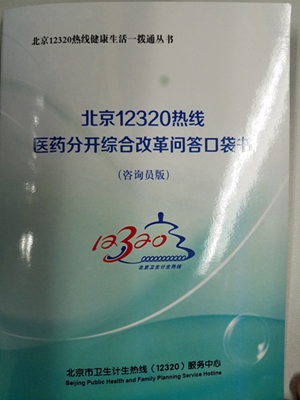 北京12320热线健康生活一拨通丛书
北京12320热线
医药分开综合改革问答口袋书
(咨询员版)
12320
北京卫生计生热线
北京市卫生计生热线(12320)服务中心
Beijing Public Health and Family Planning Service Hotline